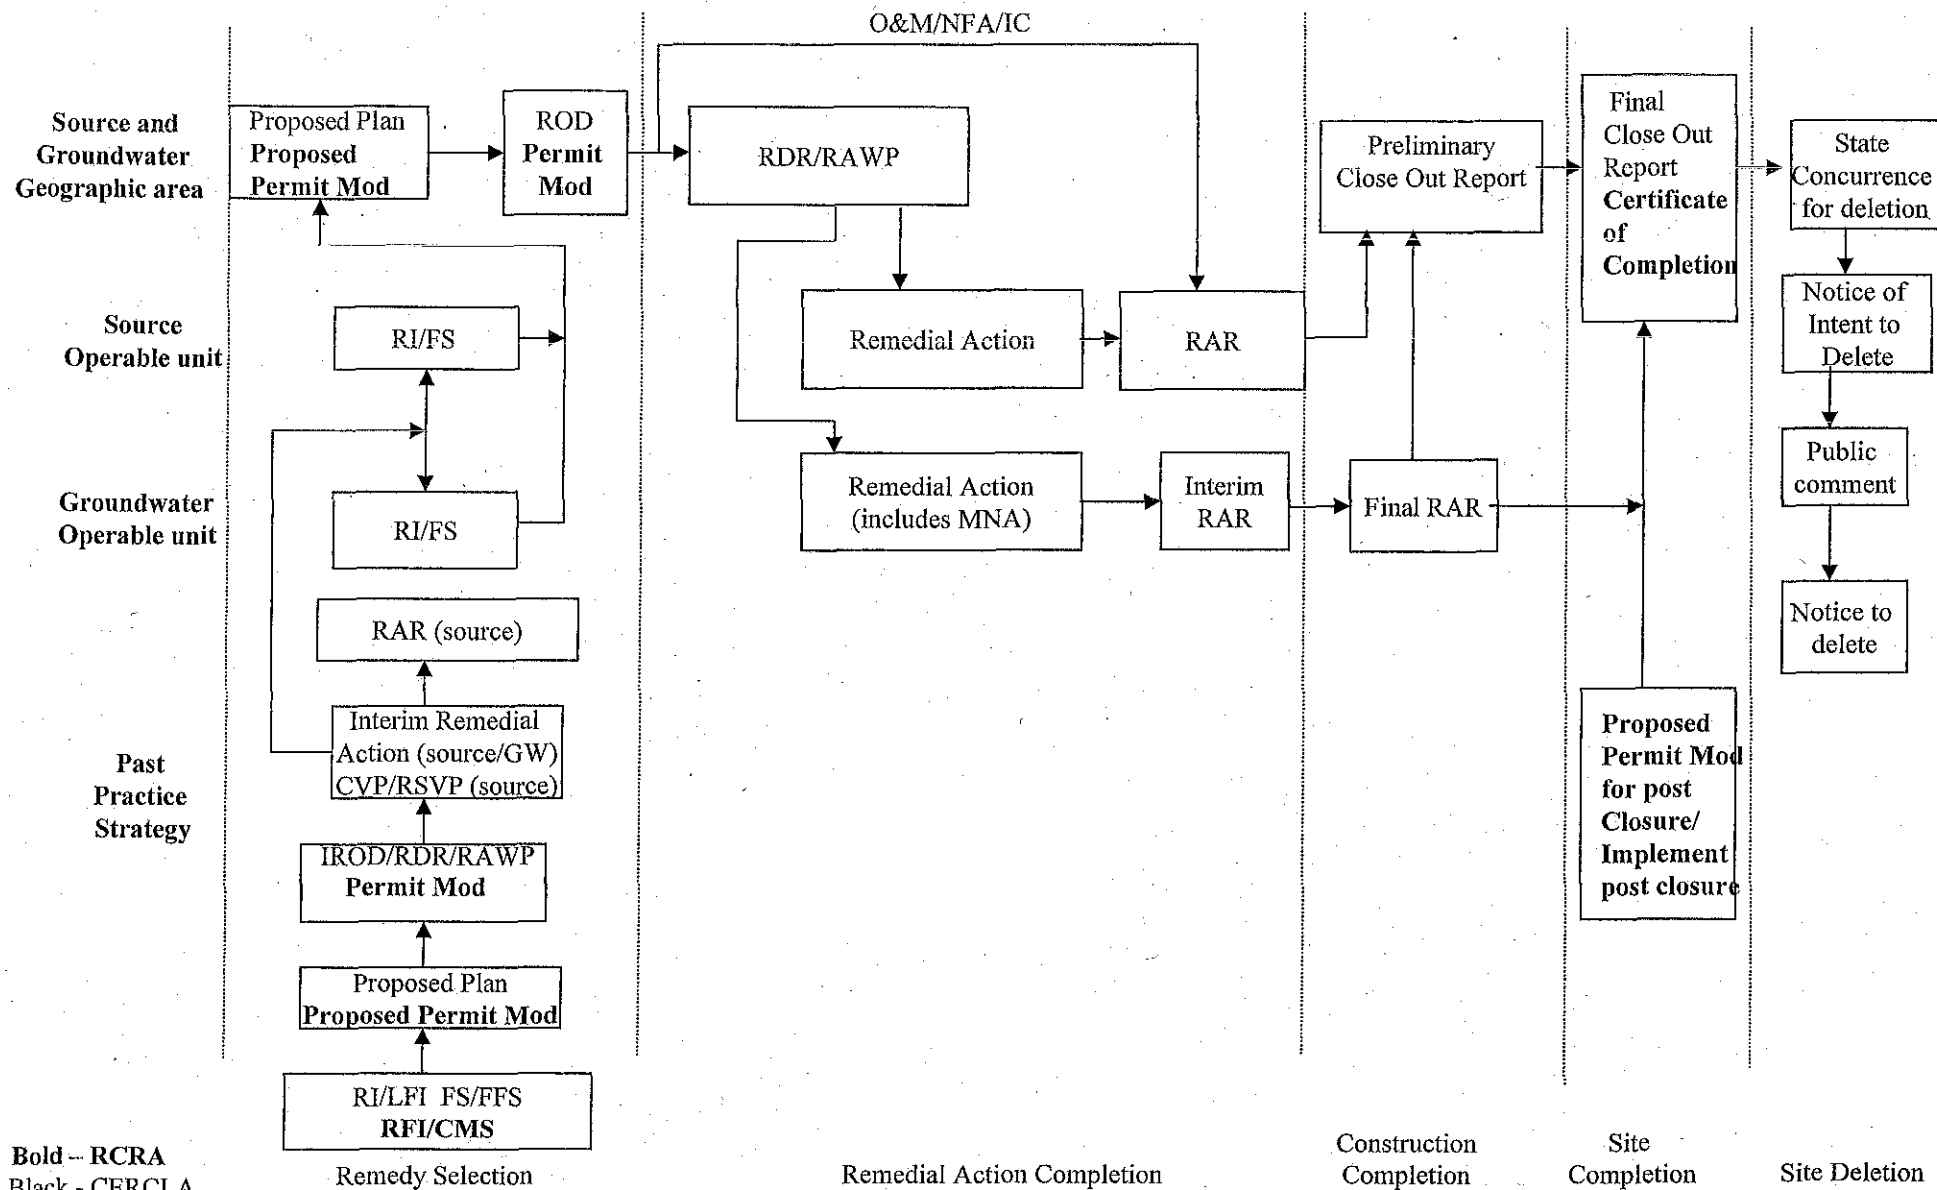 O&M/NFA/IC
Source and
Groundwater
Geographic area
Proposed Plan
Proposed
Permit Mod
ROD
Permit
Mod
RDR/RAWP
Preliminary
Close Out Report
Final
Close Out
Report
Certificate
of
Completion
State
Concurrence
for deletion
Source
Operable unit
RI/FS
Remedial Action
RAR
Notice of
Intent to
Delete
Groundwater
Operable unit
RI/FS
Remedial Action
(includes MNA)
Interim
RAR
Final RAR
Public
comment
RAR (source)
Notice to
delete
Past
Practice
Strategy
Interim Remedial
Action (source/GW)
CVP/RSVP (source)
Proposed
Permit Mod
for post
Closure/
Implement
post closure
IROD/RDR/RAWP
Permit Mod
Proposed Plan
Proposed Permit Mod
RI/LFI FS/FFS
RFI/CMS
Bold – RCRA
Black - CERCLA
Remedy Selection
Remedial Action Completion
Construction
Completion
Site
Completion
Site Deletion